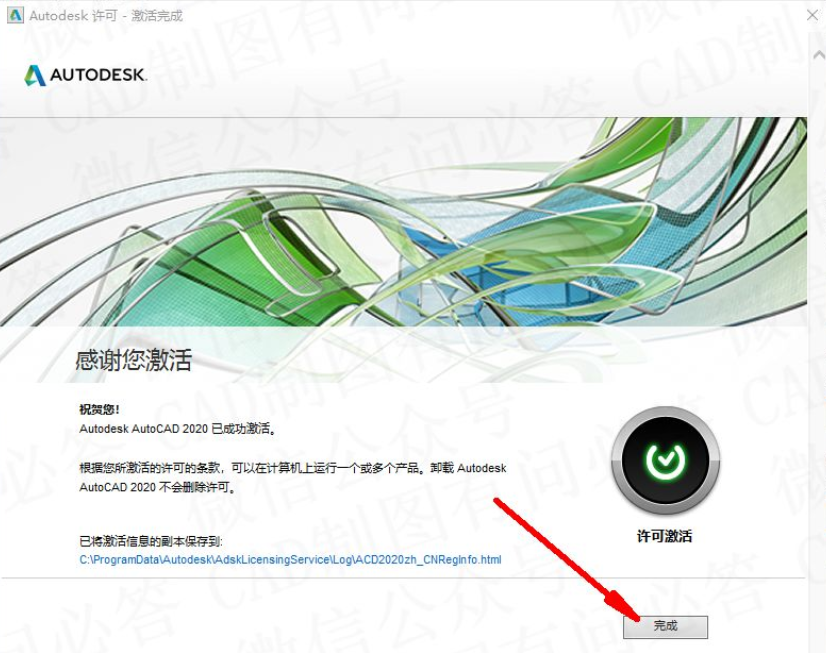 Autodesk 许可 - 激活完成
AUTODESK.
感谢您激活
祝贺您!
Autodesk AutoCAD 2020 已成功激活。
根据您所激活的许可的条款，可以在计算机上运行一个或多个产品。卸载 Autodesk
AutoCAD 2020 不会删除许可。
许可激活
已将激活信息的副本保存到:
C:\ProgramData\Autodesk\AdskLicensingService\Log\ACD2020zh_CNRegInfo.html
完成
微信公众号
CAD制图有问必答